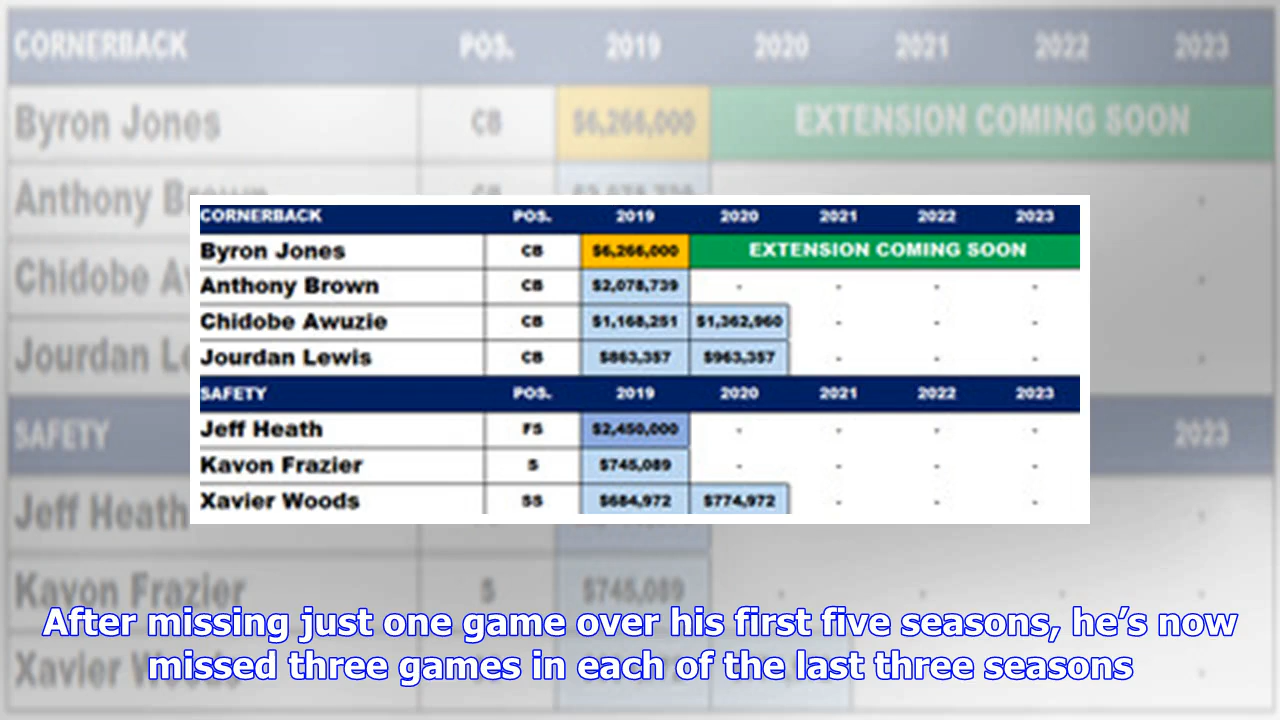 CORNERBACK POS. 2019 2020 2021 2022 2023
Byron Jones CB $6,266,000 EXTENSION COMING SOON
Anthony Brown CB $2,078,739 - - - -
Chidobe Awuzie CB $1,168,251 $1,362,960 - - -
Jourdan Lewis CB $863,357 $963,357 - - -
SAFETY POS. 2019 2020 2021 2022 2023
Jeff Heath FS $2,450,000 - - - -
Kavon Frazier S $745,089 - - - -
Xavier Woods SS $684,972 $774,972 - - -
After missing just one game over his first five seasons, he’s now
missed three games in each of the last three seasons